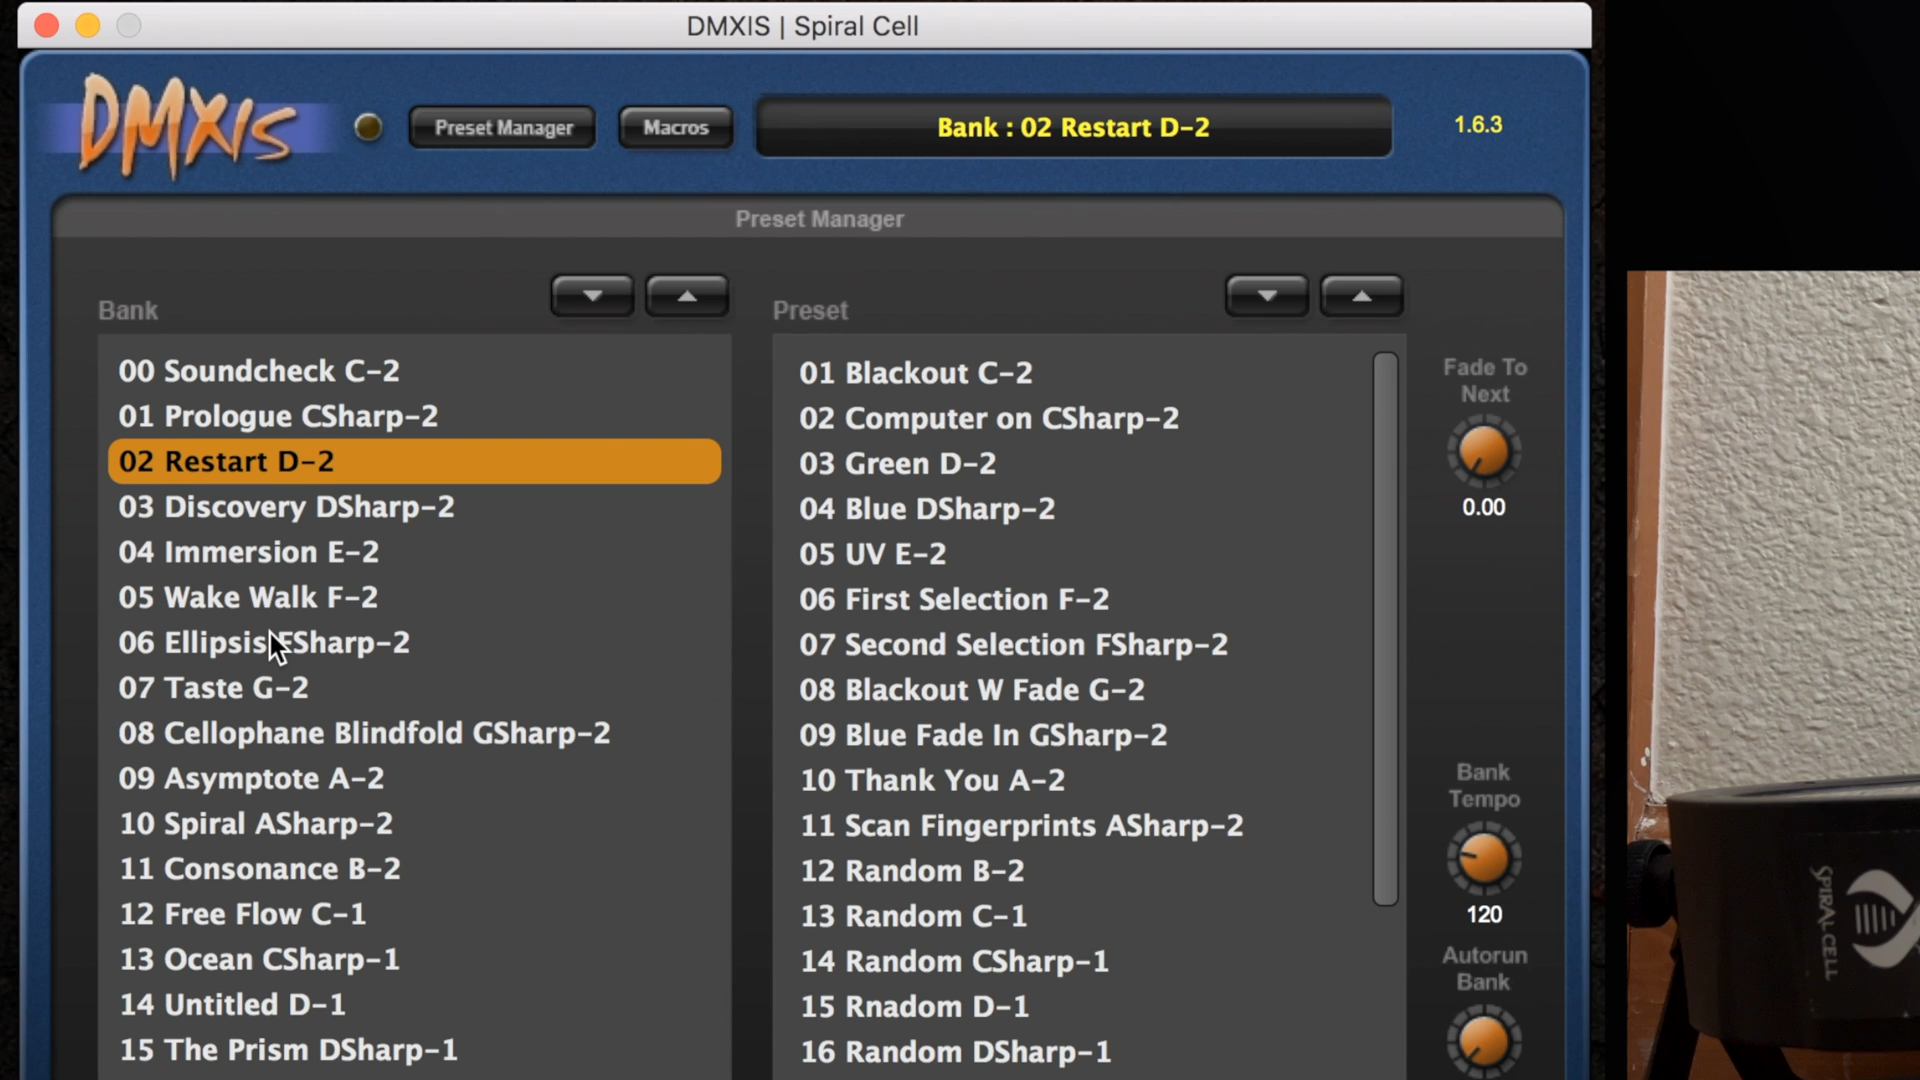 DMXIS | Spiral Cell
DMXIS
Preset Manager
Macros
Bank : 02 Restart D-2
1.6.3
Preset Manager
Bank
00 Soundcheck C-2
01 Prologue CSharp-2
02 Restart D-2
03 Discovery DSharp-2
04 Immersion E-2
05 Wake Walk F-2
06 Ellipsis FSharp-2
07 Taste G-2
08 Cellophane Blindfold GSharp-2
09 Asymptote A-2
10 Spiral ASharp-2
11 Consonance B-2
12 Free Flow C-1
13 Ocean CSharp-1
14 Untitled D-1
15 The Prism DSharp-1
Preset
01 Blackout C-2
02 Computer on CSharp-2
03 Green D-2
04 Blue DSharp-2
05 UV E-2
06 First Selection F-2
07 Second Selection FSharp-2
08 Blackout W Fade G-2
09 Blue Fade In GSharp-2
10 Thank You A-2
11 Scan Fingerprints ASharp-2
12 Random B-2
13 Random C-1
14 Random CSharp-1
15 Rnadom D-1
16 Random DSharp-1
Fade To
Next
0.00
Bank
Tempo
120
Autorun
Bank
SPIRAL CELL